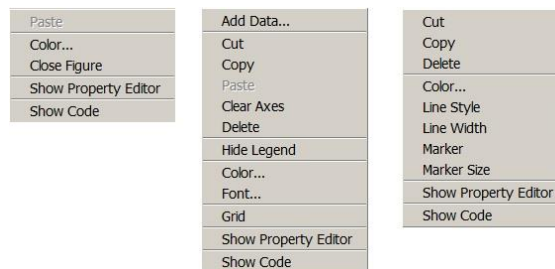 Paste
Color...
Close Figure
Show Property Editor
Show Code
Add Data...
Cut
Copy
Paste
Clear Axes
Delete
Hide Legend
Color...
Font...
Grid
Show Property Editor
Show Code
Cut
Copy
Delete
Color...
Line Style
Line Width
Marker
Marker Size
Show Property Editor
Show Code